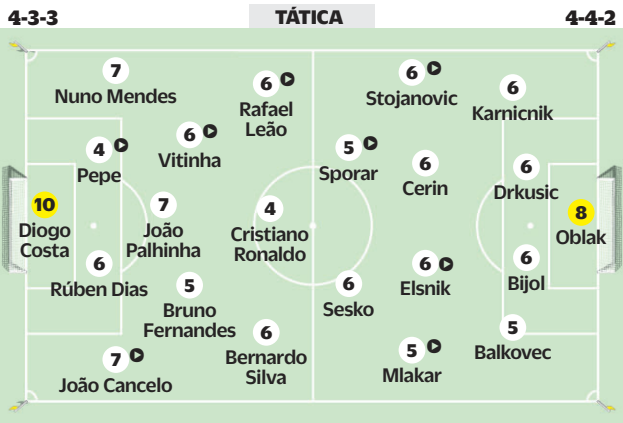 4-3-3
TÁTICA
4-4-2
7
Nuno Mendes
4
Pepe
6
Vitinha
6
Rafael
Leão
10
Diogo
Costa
7
João
Palhinha
4
Cristiano
Ronaldo
6
Rúben Dias
5
Bruno
Fernandes
7
João Cancelo
6
Bernardo
Silva
6
Stojanovic
6
Karnicnik
5
Sporar
6
Cerin
6
Drkusic
8
Oblak
6
Sesko
6
Elsnik
6
Bijol
5
Mlakar
5
Balkovec